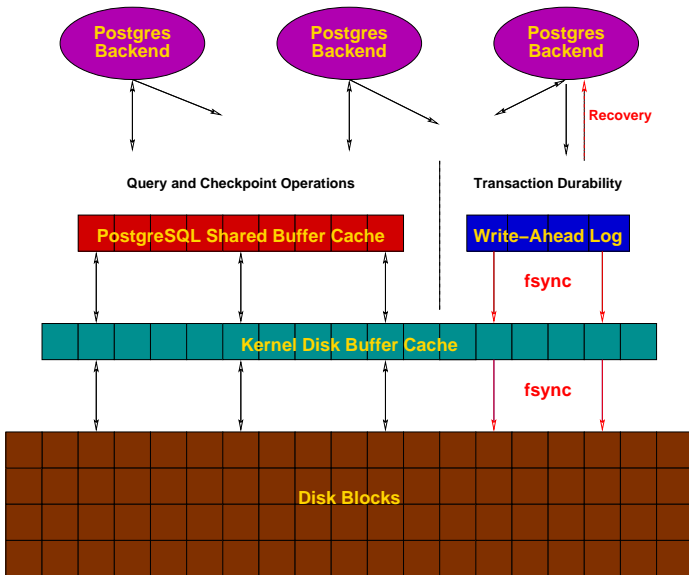 Postgres
Backend
Postgres
Backend
Postgres
Backend
Recovery
Query and Checkpoint Operations
Transaction Durability
PostgreSQL Shared Buffer Cache
Write−Ahead Log
fsync
Kernel Disk Buffer Cache
fsync
Disk Blocks